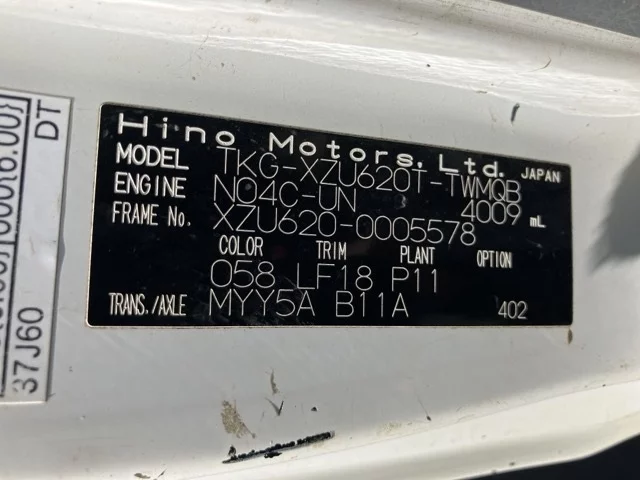 Hino Motors, Ltd. JAPAN
MODEL TKG-XZU620T-TWMQB
ENGINE N04C-UN 4009 mL
FRAME No. XZU620-0005578
COLOR TRIM PLANT OPTION
058 LF18 P11
TRANS./AXLE MYY5A B11A 402
DT
37J60